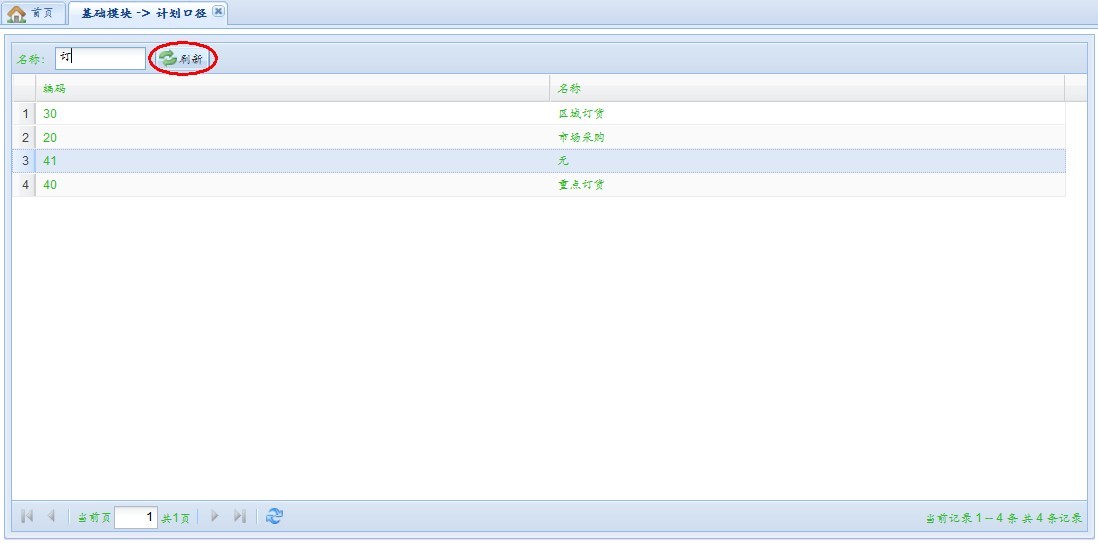 首页 基础模块 -> 计划口径
名称: 订 刷新
编码 名称
1 30 区域订货
2 20 市场采购
3 41 无
4 40 重点订货
当前页 1 共1页 当前记录 1 -- 4 条 共 4 条记录